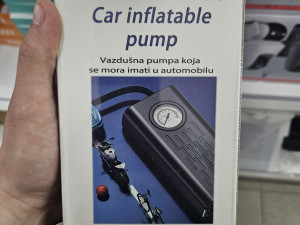 Car inflatable
pump
Vazdušna pumpa koja
se mora imati u automobilu